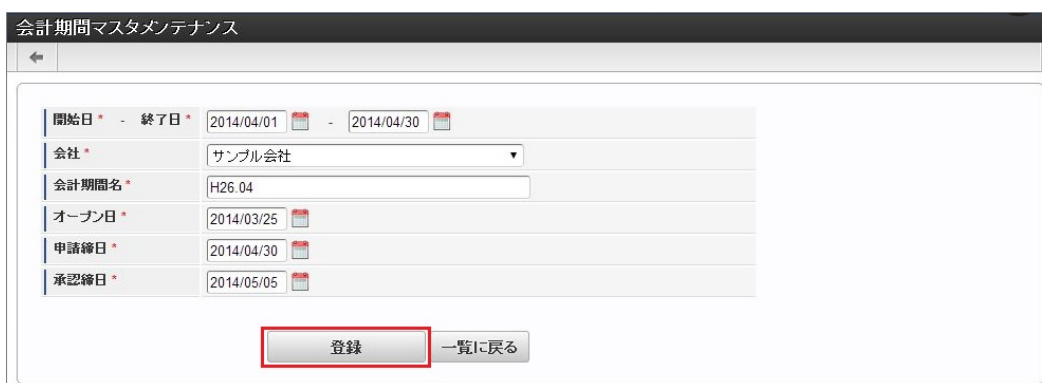 会計期間マスタメンテナンス
開始日* - 終了日* 2014/04/01 - 2014/04/30
会社* サンプル会社
会計期間名* H26.04
オープン日* 2014/03/25
申請締日* 2014/04/30
承認締日* 2014/05/05
登録 一覧に戻る